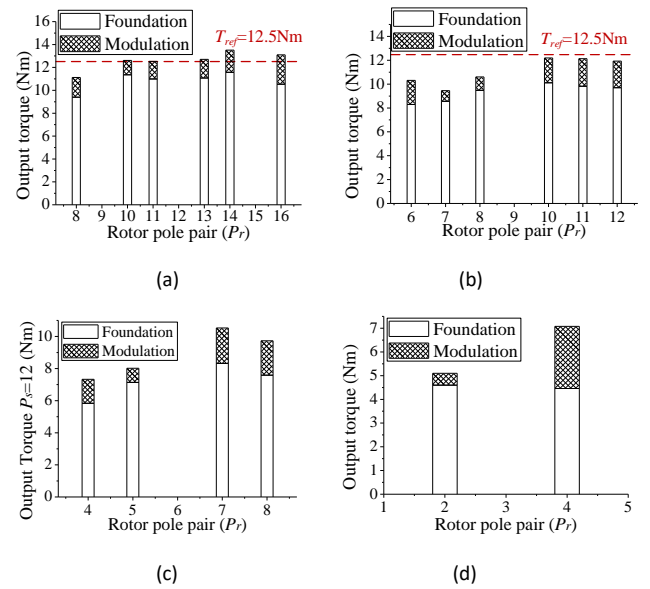 Foundation
Modulation
T_ref=12.5Nm
16
14
12
10
8
6
4
2
0
Output torque (Nm)
8 9 10 11 12 13 14 15 16
Rotor pole pair (Pr)
(a)
Foundation
Modulation
T_ref=12.5Nm
16
14
12
10
8
6
4
2
0
Output torque (Nm)
6 7 8 9 10 11 12
Rotor pole pair (Pr)
(b)
Foundation
Modulation
10
8
6
4
2
0
Output Torque Ps=12 (Nm)
4 5 6 7 8
Rotor pole pair (Pr)
(c)
Foundation
Modulation
7
6
5
4
3
2
1
0
Output torque (Nm)
1 2 3 4 5
Rotor pole pair (Pr)
(d)